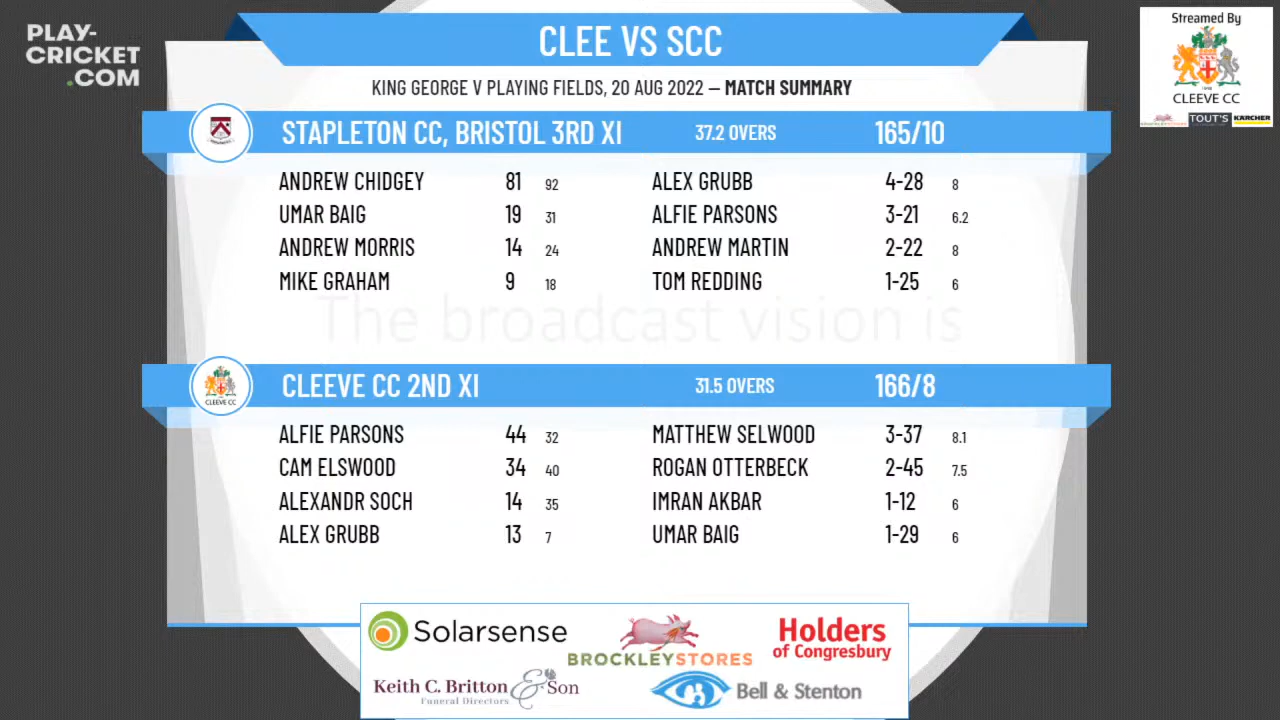 PLAY-
CRICKET
.COM
CLEE VS SCC
Streamed By
CLEEVE CC
BROCKLEYSTORES TOUT'S KÄRCHER
KING GEORGE V PLAYING FIELDS, 20 AUG 2022 – MATCH SUMMARY
STAPLETON CC, BRISTOL 3RD XI 37.2 OVERS 165/10
ANDREW CHIDGEY 81 92 ALEX GRUBB 4-28 8
UMAR BAIG 19 31 ALFIE PARSONS 3-21 6.2
ANDREW MORRIS 14 24 ANDREW MARTIN 2-22 8
MIKE GRAHAM 9 18 TOM REDDING 1-25 6
The broadcast vision is
CLEEVE CC CLEEVE CC 2ND XI 31.5 OVERS 166/8
ALFIE PARSONS 44 32 MATTHEW SELWOOD 3-37 8.1
CAM ELSWOOD 34 40 ROGAN OTTERBECK 2-45 7.5
ALEXANDR SOCH 14 35 IMRAN AKBAR 1-12 6
ALEX GRUBB 13 7 UMAR BAIG 1-29 6
Solarsense
BROCKLEYSTORES
Holders
of Congresbury
Keith C. Britton & Son
Funeral Directors
Bell & Stenton